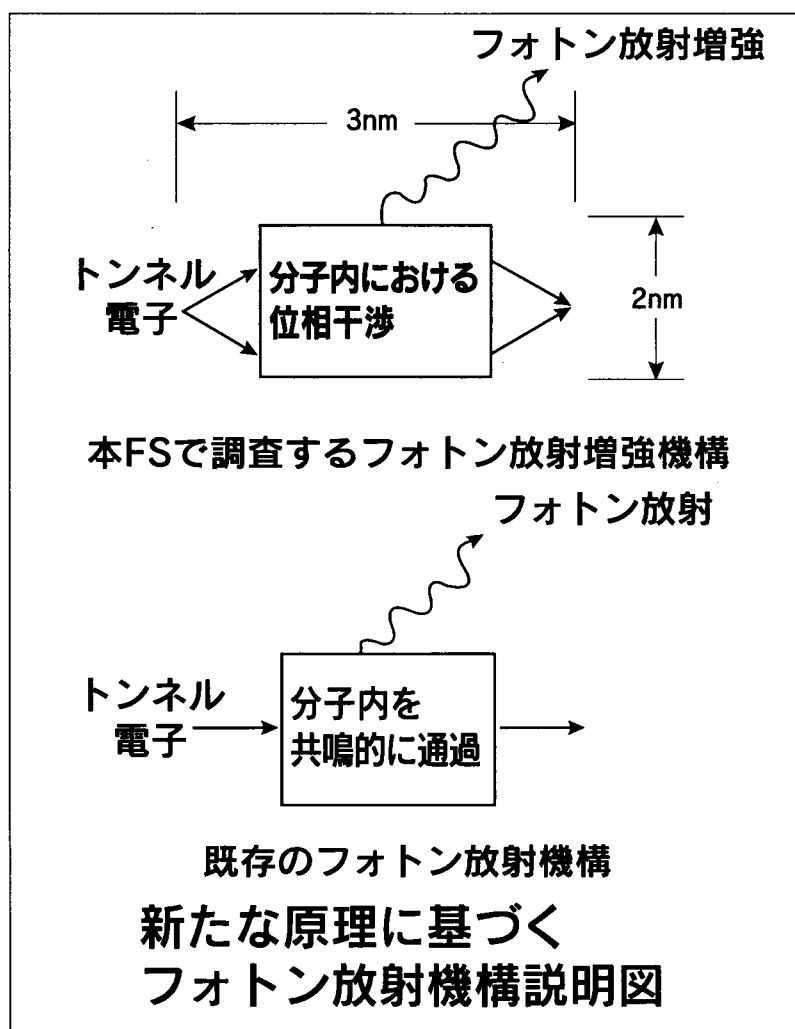 フォトン放射増強
3nm
トンネル
電子
分子内における
位相干渉
2nm
本FSで調査するフォトン放射増強機構
フォトン放射
トンネル
電子
分子内を
共鳴的に通過
既存のフォトン放射機構
新たな原理に基づく
フォトン放射機構説明図